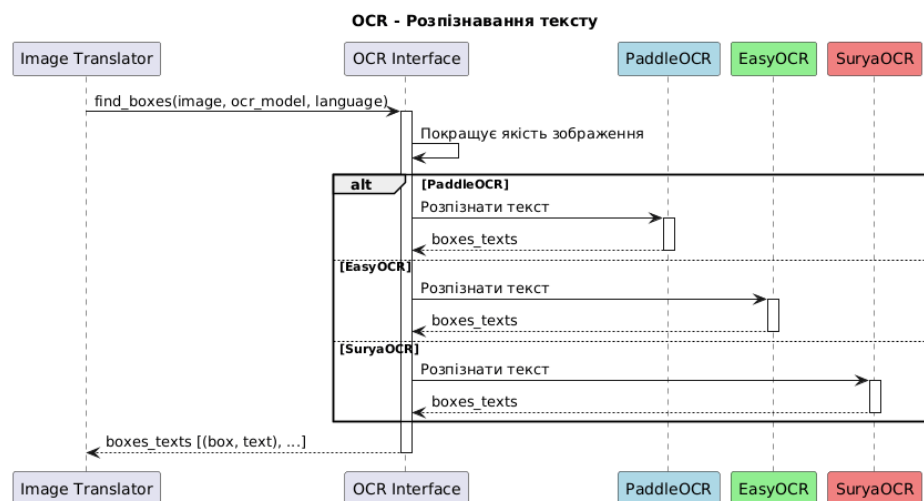 OCR - Розпізнавання тексту
Image Translator OCR Interface PaddleOCR EasyOCR SuryaOCR
find_boxes(image, ocr_model, language)
Покращує якість зображення
alt [PaddleOCR]
Розпізнати текст
boxes_texts
[EasyOCR]
Розпізнати текст
boxes_texts
[SuryaOCR]
Розпізнати текст
boxes_texts
boxes_texts [(box, text), ...]
Image Translator OCR Interface PaddleOCR EasyOCR SuryaOCR